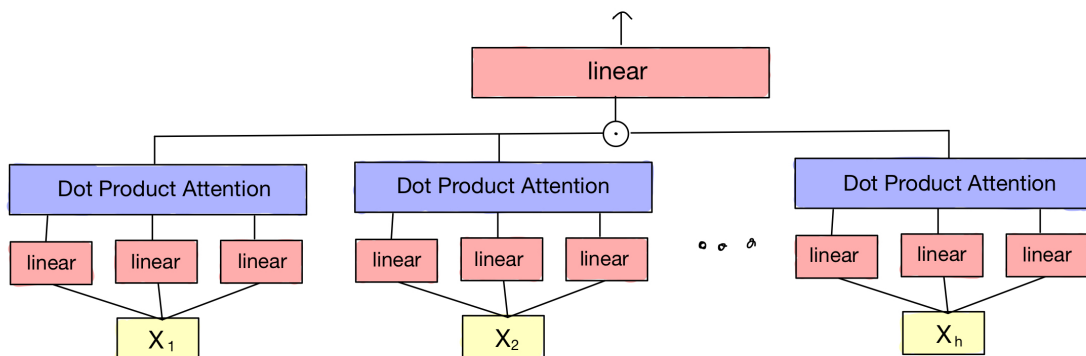 linear
Dot Product Attention Dot Product Attention Dot Product Attention
linear linear linear linear linear linear linear linear linear
X₁ X₂ Xₕ